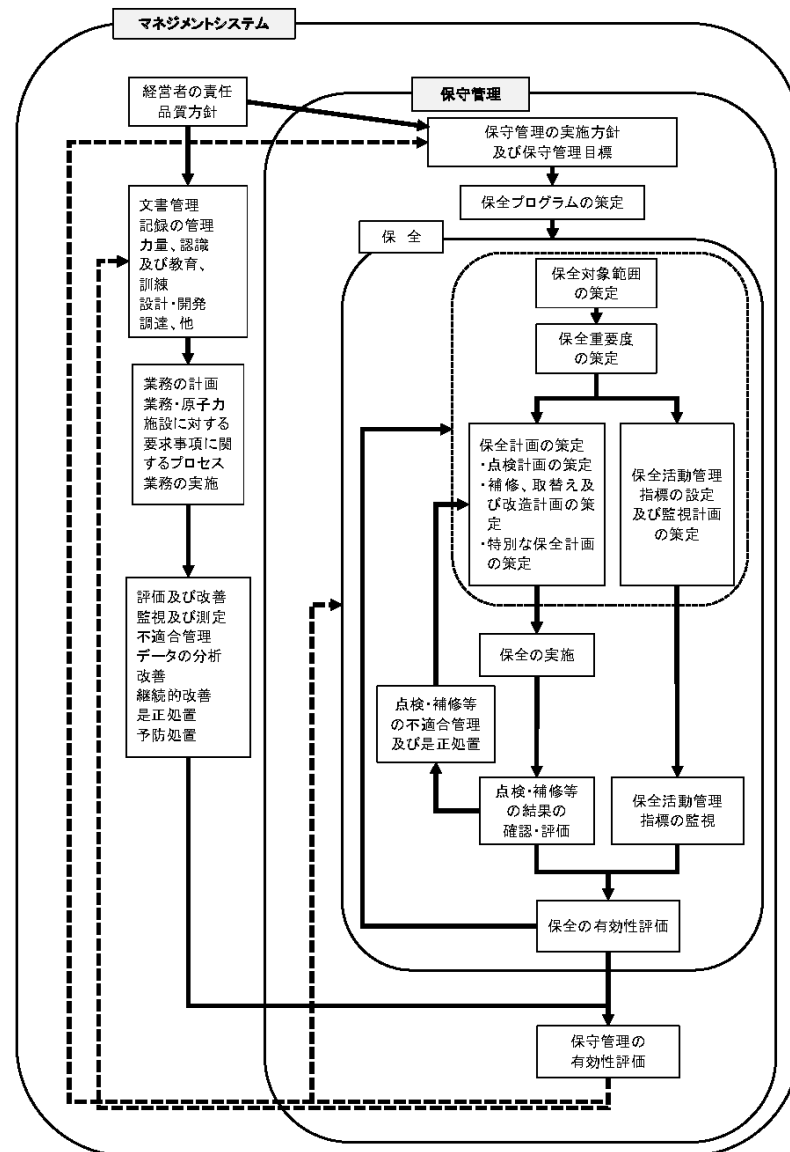 マネジメントシステム
経営者の責任
品質方針
保守管理
保守管理の実施方針
及び保守管理目標
保全プログラムの策定
文書管理
記録の管理
力量、認識
及び教育、
訓練
設計・開発
調達、他
保 全
保全対象範囲
の策定
保全重要度
の策定
業務の計画
業務・原子力
施設に対する
要求事項に関
するプロセス
業務の実施
保全計画の策定
・点検計画の策定
・補修、取替え及
び改造計画の策
定
・特別な保全計画
の策定
保全活動管理
指標の設定
及び監視計画
の策定
評価及び改善
監視及び測定
不適合管理
データの分析
改善
継続的改善
是正処置
予防処置
保全の実施
点検・補修等
の不適合管理
及び是正処置
点検・補修等
の結果の
確認・評価
保全活動管理
指標の監視
保全の有効性評価
保守管理の
有効性評価